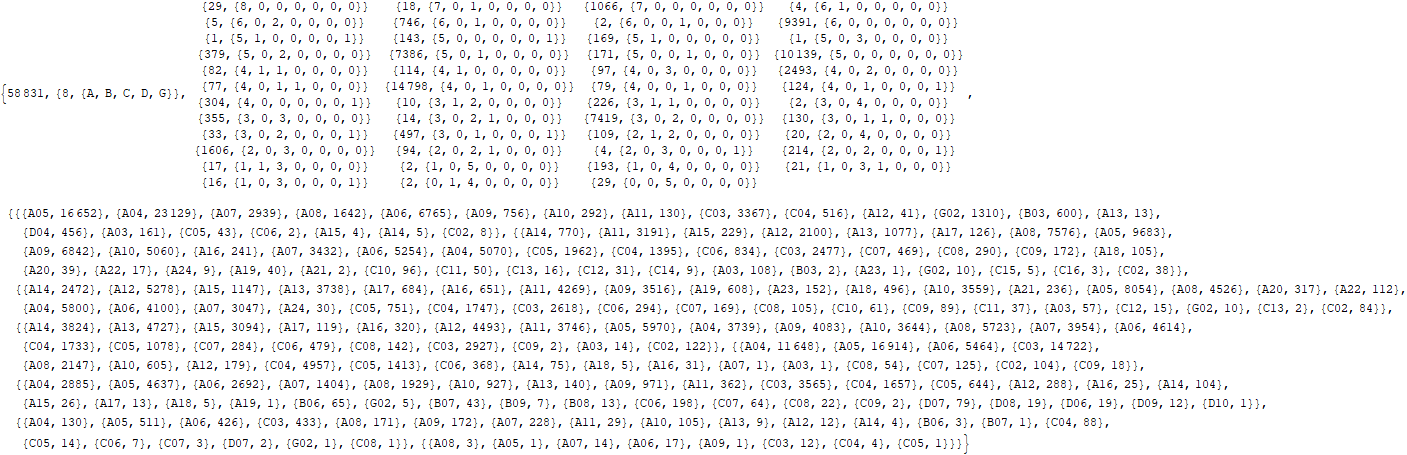 {29, {8, 0, 0, 0, 0, 0, 0}} {18, {7, 0, 1, 0, 0, 0, 0}} {1066, {7, 0, 0, 0, 0, 0, 0}} {4, {6, 1, 0, 0, 0, 0, 0}}
{5, {6, 0, 2, 0, 0, 0, 0}} {746, {6, 0, 1, 0, 0, 0, 0}} {2, {6, 0, 0, 1, 0, 0, 0}} {9391, {6, 0, 0, 0, 0, 0, 0}}
{1, {5, 1, 0, 0, 0, 0, 1}} {143, {5, 0, 0, 0, 0, 0, 1}} {169, {5, 1, 0, 0, 0, 0, 0}} {1, {5, 0, 3, 0, 0, 0, 0}}
{379, {5, 0, 2, 0, 0, 0, 0}} {7386, {5, 0, 1, 0, 0, 0, 0}} {171, {5, 0, 0, 1, 0, 0, 0}} {10139, {5, 0, 0, 0, 0, 0, 0}}
{82, {4, 1, 1, 0, 0, 0, 0}} {114, {4, 1, 0, 0, 0, 0, 0}} {97, {4, 0, 3, 0, 0, 0, 0}} {2493, {4, 0, 2, 0, 0, 0, 0}}
{58831, {8, {A, B, C, D, G}}, {77, {4, 0, 1, 1, 0, 0, 0}} {14798, {4, 0, 1, 0, 0, 0, 0}} {79, {4, 0, 0, 1, 0, 0, 0}} {124, {4, 0, 1, 0, 0, 0, 1}} ,
{304, {4, 0, 0, 0, 0, 0, 1}} {10, {3, 1, 2, 0, 0, 0, 0}} {226, {3, 1, 1, 0, 0, 0, 0}} {2, {3, 0, 4, 0, 0, 0, 0}}
{355, {3, 0, 3, 0, 0, 0, 0}} {14, {3, 0, 2, 1, 0, 0, 0}} {7419, {3, 0, 2, 0, 0, 0, 0}} {130, {3, 0, 1, 1, 0, 0, 0}}
{33, {3, 0, 2, 0, 0, 0, 1}} {497, {3, 0, 1, 0, 0, 0, 1}} {109, {2, 1, 2, 0, 0, 0, 0}} {20, {2, 0, 4, 0, 0, 0, 0}}
{1606, {2, 0, 3, 0, 0, 0, 0}} {94, {2, 0, 2, 1, 0, 0, 0}} {4, {2, 0, 3, 0, 0, 0, 1}} {214, {2, 0, 2, 0, 0, 0, 1}}
{17, {1, 1, 3, 0, 0, 0, 0}} {2, {1, 0, 5, 0, 0, 0, 0}} {193, {1, 0, 4, 0, 0, 0, 0}} {21, {1, 0, 3, 1, 0, 0, 0}}
{16, {1, 0, 3, 0, 0, 0, 1}} {2, {0, 1, 4, 0, 0, 0, 0}} {29, {0, 0, 5, 0, 0, 0, 0}}
{{{A05, 16652}, {A04, 23129}, {A07, 2939}, {A08, 1642}, {A06, 6765}, {A09, 756}, {A10, 292}, {A11, 130}, {C03, 3367}, {C04, 516}, {A12, 41}, {G02, 1310}, {B03, 600}, {A13, 13},
{D04, 456}, {A03, 161}, {C05, 43}, {C06, 2}, {A15, 4}, {A14, 5}, {C02, 8}}, {{A14, 770}, {A11, 3191}, {A15, 229}, {A12, 2100}, {A13, 1077}, {A17, 126}, {A08, 7576}, {A05, 9683},
{A09, 6842}, {A10, 5060}, {A16, 241}, {A07, 3432}, {A06, 5254}, {A04, 5070}, {C05, 1962}, {C04, 1395}, {C06, 834}, {C03, 2477}, {C07, 469}, {C08, 290}, {C09, 172}, {A18, 105},
{A20, 39}, {A22, 17}, {A24, 9}, {A19, 40}, {A21, 2}, {C10, 96}, {C11, 50}, {C13, 16}, {C12, 31}, {C14, 9}, {A03, 108}, {B03, 2}, {A23, 1}, {G02, 10}, {C15, 5}, {C16, 3}, {C02, 38}},
{{A14, 2472}, {A12, 5278}, {A15, 1147}, {A13, 3738}, {A17, 684}, {A16, 651}, {A11, 4269}, {A09, 3516}, {A19, 608}, {A23, 152}, {A18, 496}, {A10, 3559}, {A21, 236}, {A05, 8054}, {A08, 4526}, {A20, 317}, {A22, 112},
{A04, 5800}, {A06, 4100}, {A07, 3047}, {A24, 30}, {C05, 751}, {C04, 1747}, {C03, 2618}, {C06, 294}, {C07, 169}, {C08, 105}, {C10, 61}, {C09, 89}, {C11, 37}, {A03, 57}, {C12, 15}, {G02, 10}, {C13, 2}, {C02, 84}},
{{A14, 3824}, {A13, 4727}, {A15, 3094}, {A17, 119}, {A16, 320}, {A12, 4493}, {A11, 3746}, {A05, 5970}, {A04, 3739}, {A09, 4083}, {A10, 3644}, {A08, 5723}, {A07, 3954}, {A06, 4614},
{C04, 1733}, {C05, 1078}, {C07, 284}, {C06, 479}, {C08, 142}, {C03, 2927}, {C09, 2}, {A03, 14}, {C02, 122}}, {{A04, 11648}, {A05, 16914}, {A06, 5464}, {C03, 14722},
{A08, 2147}, {A10, 605}, {A12, 179}, {C04, 4957}, {C05, 1413}, {C06, 368}, {A14, 75}, {A18, 5}, {A16, 31}, {A07, 1}, {A03, 1}, {C08, 54}, {C07, 125}, {C02, 104}, {C09, 18}},
{{A04, 2885}, {A05, 4637}, {A06, 2692}, {A07, 1404}, {A08, 1929}, {A10, 927}, {A13, 140}, {A09, 971}, {A11, 362}, {C03, 3565}, {C04, 1657}, {C05, 644}, {A12, 288}, {A16, 25}, {A14, 104},
{A15, 26}, {A17, 13}, {A18, 5}, {A19, 1}, {B06, 65}, {G02, 5}, {B07, 43}, {B09, 7}, {B08, 13}, {C06, 198}, {C07, 64}, {C08, 22}, {C09, 2}, {D07, 79}, {D08, 19}, {D06, 19}, {D09, 12}, {D10, 1}},
{{A04, 130}, {A05, 511}, {A06, 426}, {C03, 433}, {A08, 171}, {A09, 172}, {A07, 228}, {A11, 29}, {A10, 105}, {A13, 9}, {A12, 12}, {A14, 4}, {B06, 3}, {B07, 1}, {C04, 88},
{C05, 14}, {C06, 7}, {C07, 3}, {D07, 2}, {G02, 1}, {C08, 1}}, {{A08, 3}, {A05, 1}, {A07, 14}, {A06, 17}, {A09, 1}, {C03, 12}, {C04, 4}, {C05, 1}}}}